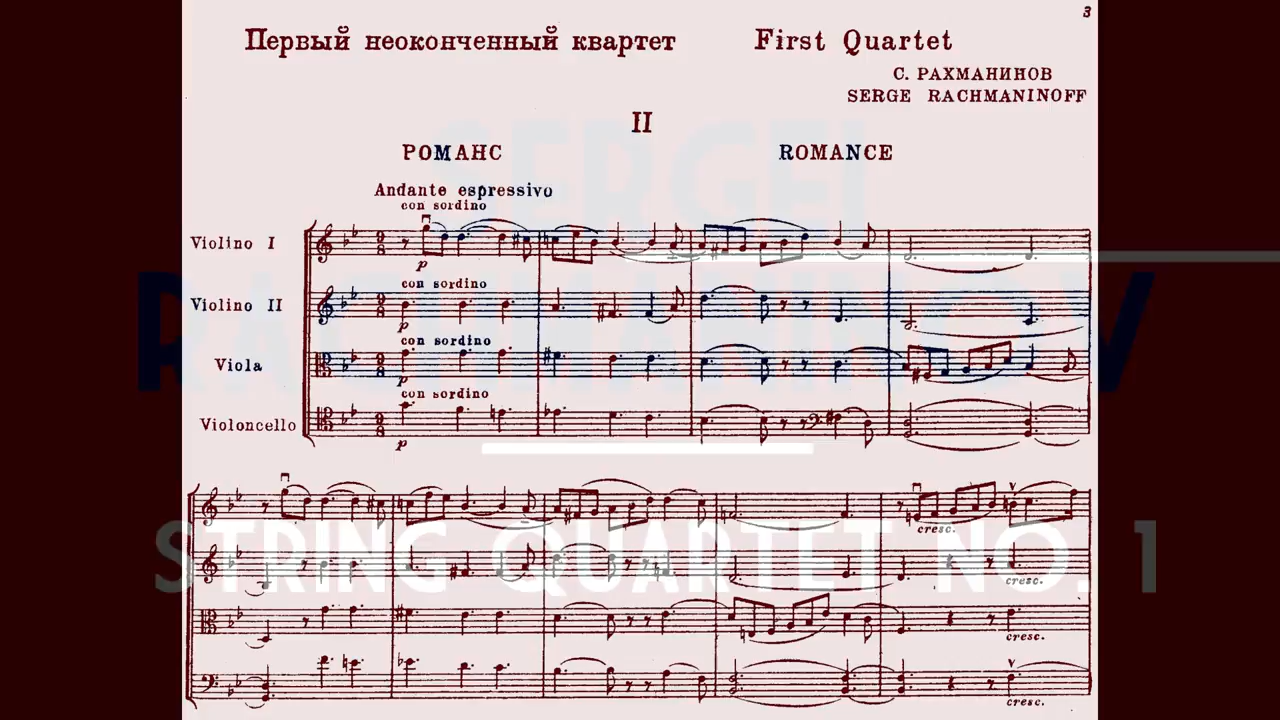 3
Первый неоконченный квартет First Quartet
С. РАХМАНИНОВ
SERGE RACHMANINOFF
II
РОМАНС ROMANCE
Andante espressivo
con sordino
Violino I
p
con sordino
Violino II
p
con sordino
Viola
p
con sordino
Violoncello
p
SERGEI
STRING QUARTET NO. 1
cresc.
cresc.
cresc.
cresc.